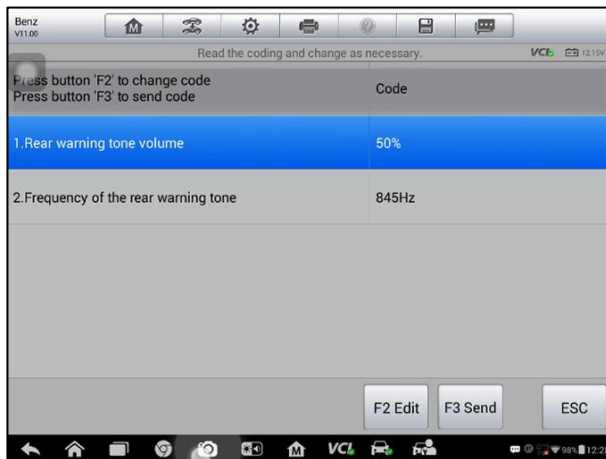 Benz
V11.00
Read the coding and change as necessary.
VCI 12.15V
Press button 'F2' to change code
Press button 'F3' to send code
Code
1.Rear warning tone volume 50%
2.Frequency of the rear warning tone 845Hz
F2 Edit F3 Send ESC
VCI 98%